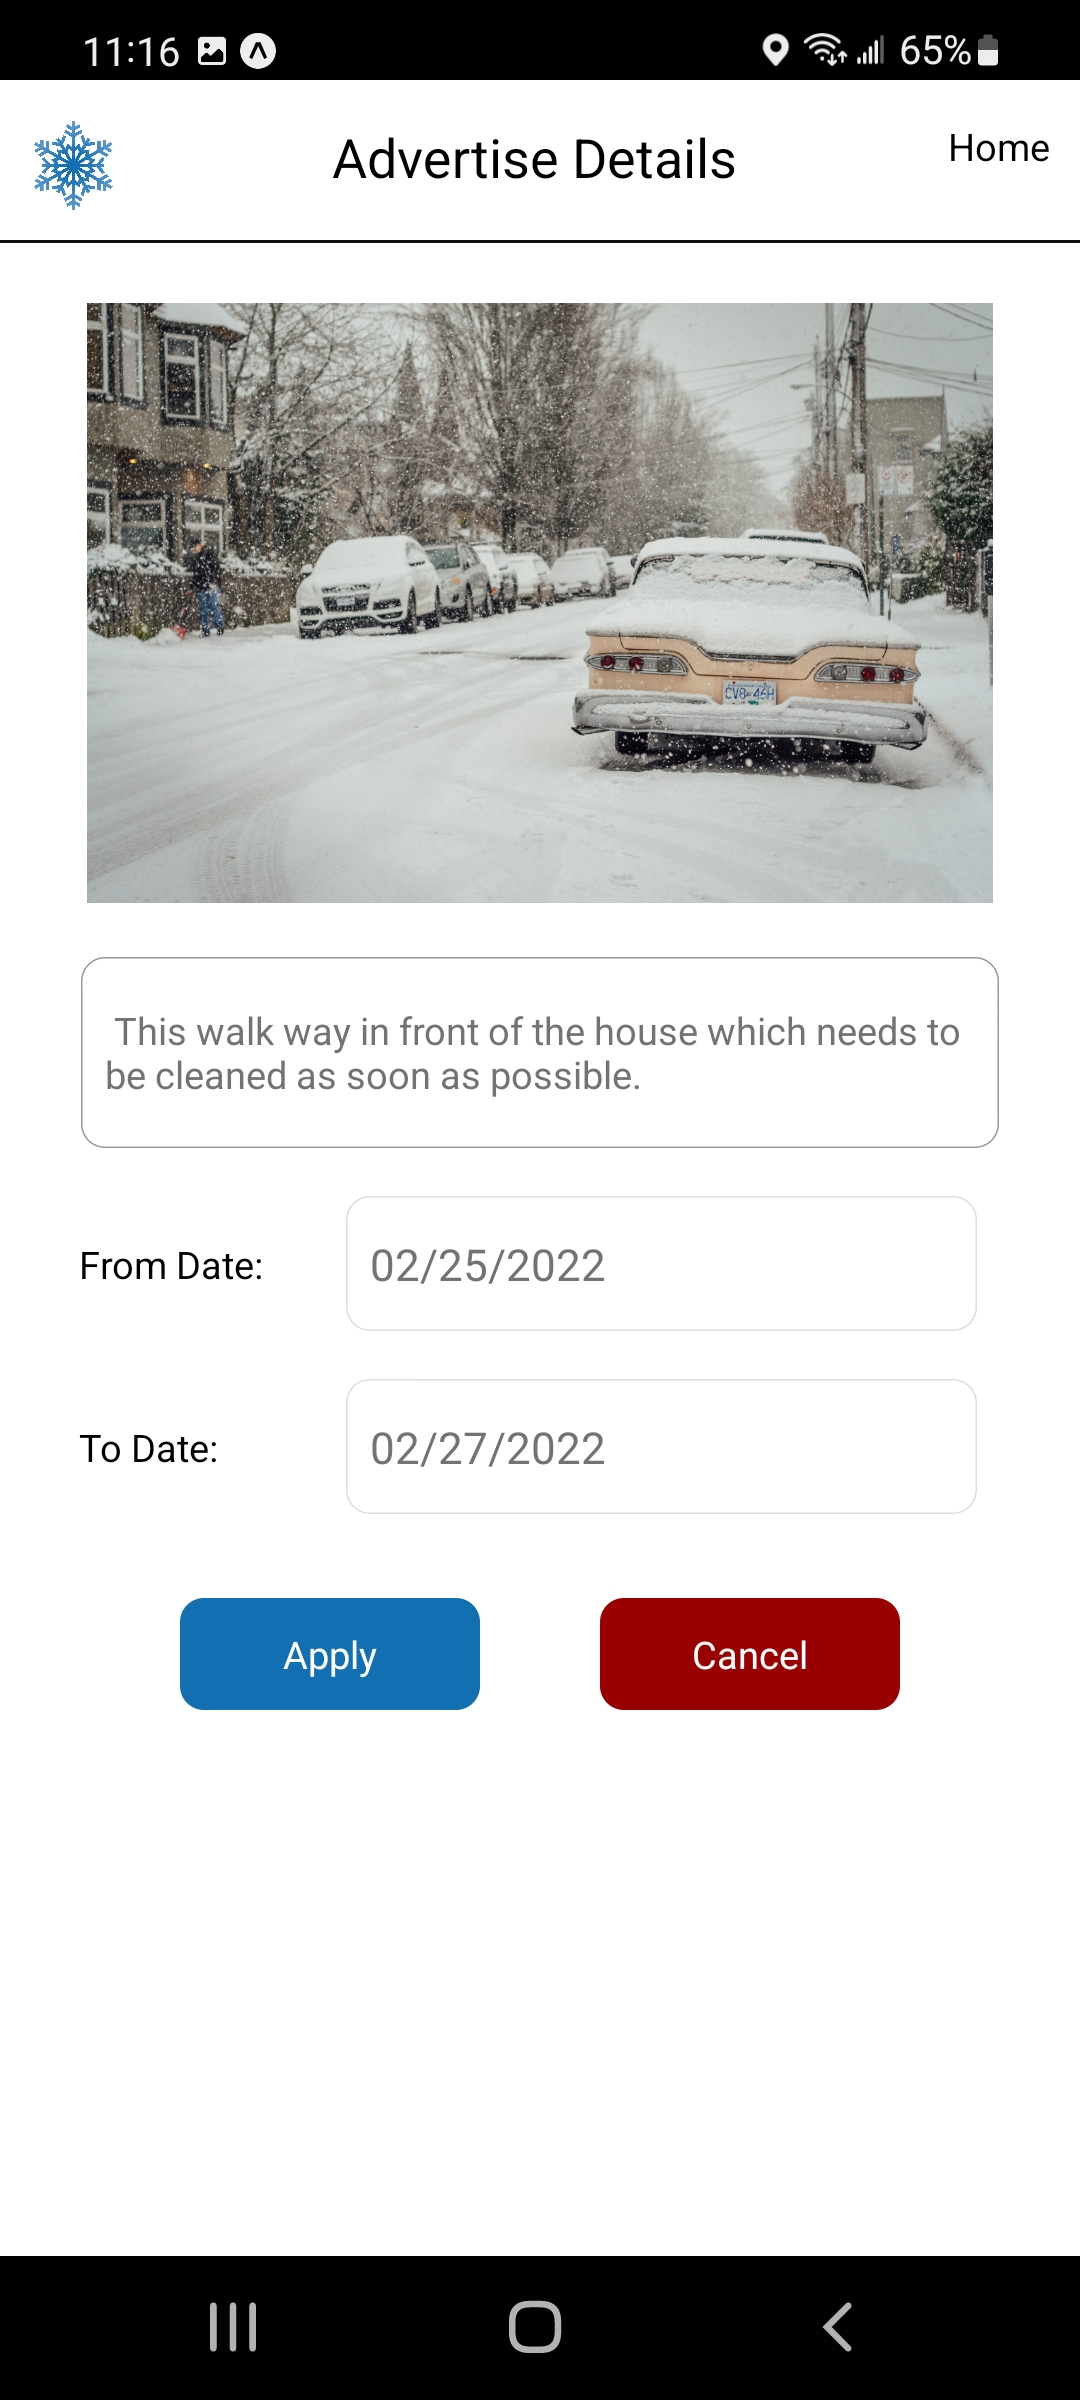 11:16
65%
Advertise Details
Home
CV8-46H
This walk way in front of the house which needs to
be cleaned as soon as possible.
From Date:
02/25/2022
To Date:
02/27/2022
Apply
Cancel